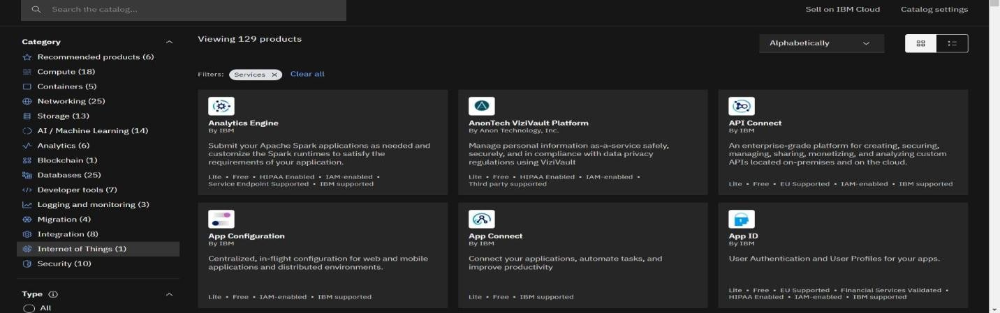 Search the catalog...
Sell on IBM Cloud
Catalog settings
Category
Recommended products (6)
Compute (18)
Containers (5)
Networking (25)
Storage (13)
AI / Machine Learning (14)
Analytics (6)
Blockchain (1)
Databases (25)
Developer tools (7)
Logging and monitoring (3)
Migration (4)
Integration (8)
Internet of Things (1)
Security (10)
Type
All
Viewing 129 products
Alphabetically
Filters: Services × Clear all
Analytics Engine
By IBM
Submit your Apache Spark applications as needed and
customize the Spark runtimes to satisfy the
requirements of your application.
Lite • Free • HIPAA Enabled • IAM-enabled •
Service Endpoint Supported • IBM supported
AnonTech ViziVault Platform
By Anon Technology, Inc.
Manage personal information as-a-service safely,
securely, and in compliance with data privacy
regulations using ViziVault
Lite • Free • HIPAA Enabled • IAM-enabled •
Third party supported
API Connect
By IBM
An enterprise-grade platform for creating, securing,
managing, sharing, monetizing, and analyzing custom
APIs located on-premises and on the cloud.
Lite • Free • EU Supported • IAM-enabled • IBM supported
App Configuration
By IBM
Centralized, in-flight configuration for web and mobile
applications and distributed environments.
Lite • Free • IAM-enabled • IBM supported
App Connect
By IBM
Connect your applications, automate tasks, and
improve productivity
Lite • Free • IBM supported
App ID
By IBM
User Authentication and User Profiles for your apps.
Lite • Free • EU Supported • Financial Services Validated •
HIPAA Enabled • IAM-enabled • IBM supported